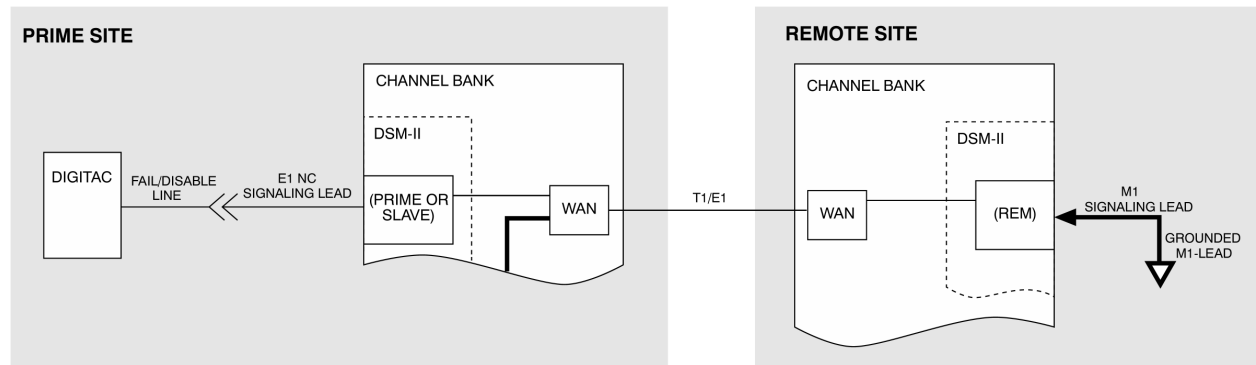 PRIME SITE
CHANNEL BANK
DSM-II
DIGITAC
FAIL/DISABLE
LINE
E1 NC
SIGNALING LEAD
(PRIME OR
SLAVE)
WAN
T1/E1
REMOTE SITE
CHANNEL BANK
DSM-II
WAN
(REM)
M1
SIGNALING LEAD
GROUNDED
M1-LEAD